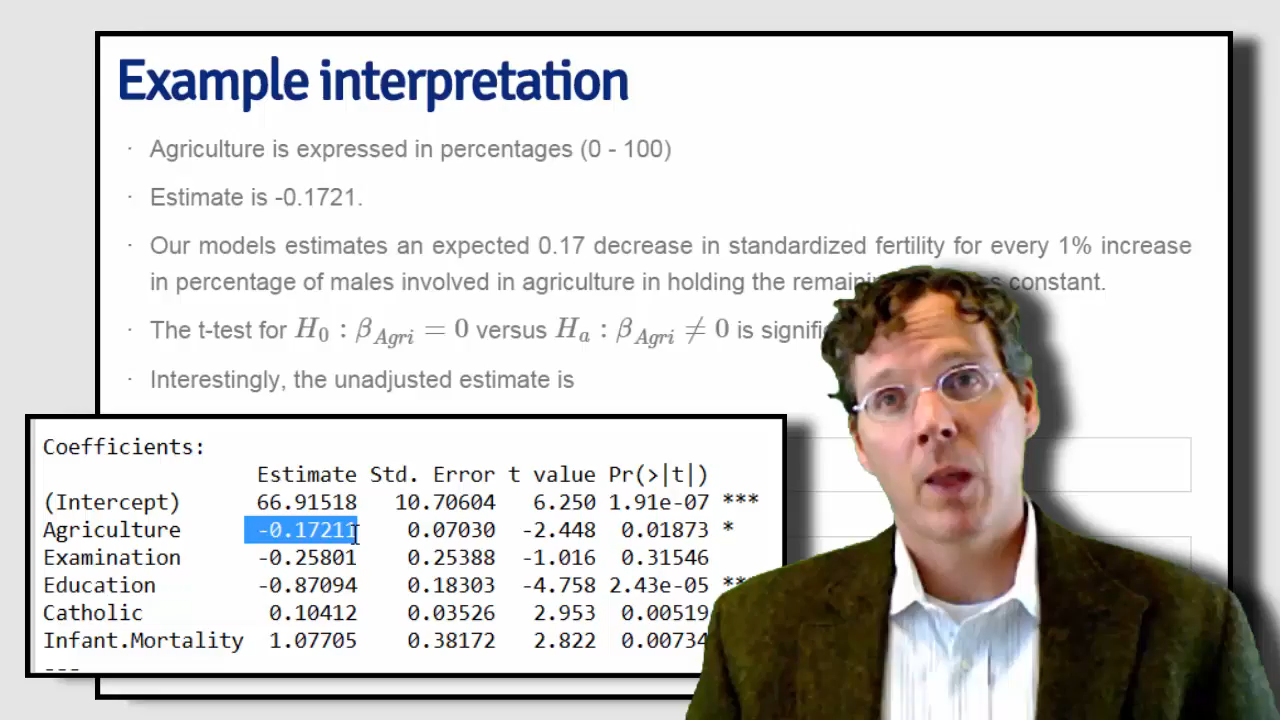 Example interpretation
· Agriculture is expressed in percentages (0 - 100)
· Estimate is -0.1721.
· Our models estimates an expected 0.17 decrease in standardized fertility for every 1% increase
in percentage of males involved in agriculture in holding the constant.
· The t-test for H₀ : β_Agri = 0 versus Hₐ : β_Agri ≠ 0 is
· Interestingly, the unadjusted estimate is
Coefficients:
Estimate Std. Error t value Pr(>|t|)
(Intercept) 66.91518 10.70604 6.250 1.91e-07 ***
Agriculture -0.17211 0.07030 -2.448 0.01873 *
Examination -0.25801 0.25388 -1.016 0.31546
Education -0.87094 0.18303 -4.758 2.43e-05 ***
Catholic 0.10412 0.03526 2.953 0.00519
Infant.Mortality 1.07705 0.38172 2.822 0.00734
---